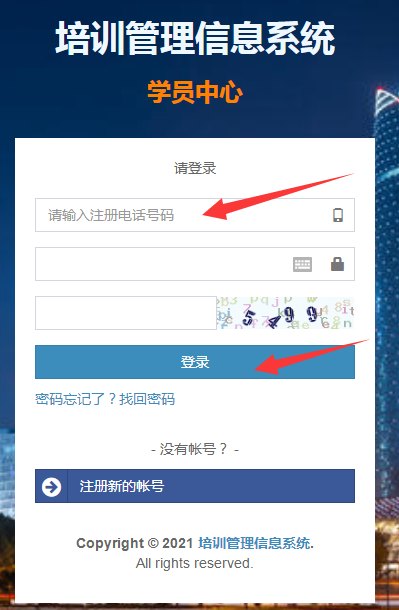 培训管理信息系统
学员中心
请登录
请输入注册电话号码
5499
登录
密码忘记了？找回密码
- 没有帐号？ -
注册新的帐号
Copyright © 2021 培训管理信息系统.
All rights reserved.